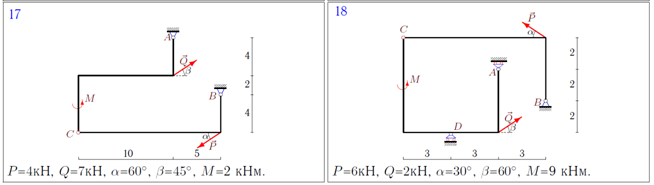 17
A
Q
β
4
2
4
B
M
C
α
P
10
5
P=4кН, Q=7кН, α=60°, β=45°, M=2 кНм.
18
C
P
α
A
M
B
2
2
2
D
Q
β
3
3
3
P=6кН, Q=2кН, α=30°, β=60°, M=9 кНм.